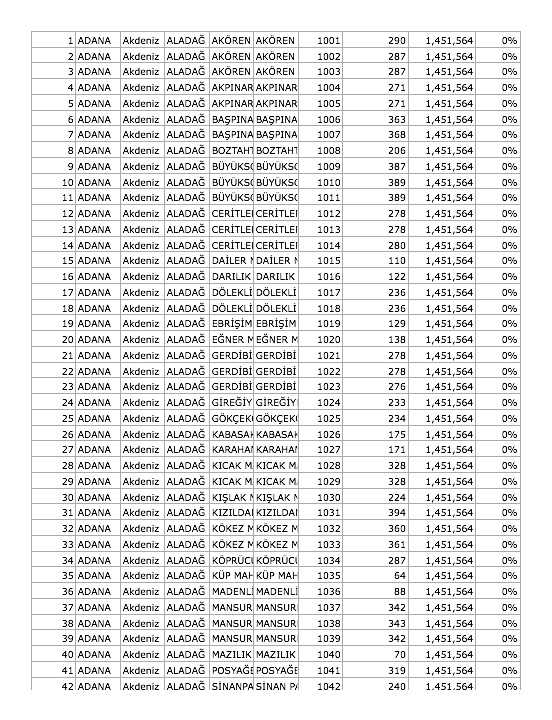 1 ADANA Akdeniz ALADAĞ AKÖREN AKÖREN 1001 290 1,451,564 0%
2 ADANA Akdeniz ALADAĞ AKÖREN AKÖREN 1002 287 1,451,564 0%
3 ADANA Akdeniz ALADAĞ AKÖREN AKÖREN 1003 287 1,451,564 0%
4 ADANA Akdeniz ALADAĞ AKPINAR AKPINAR 1004 271 1,451,564 0%
5 ADANA Akdeniz ALADAĞ AKPINAR AKPINAR 1005 271 1,451,564 0%
6 ADANA Akdeniz ALADAĞ BAŞPINA BAŞPINA 1006 363 1,451,564 0%
7 ADANA Akdeniz ALADAĞ BAŞPINA BAŞPINA 1007 368 1,451,564 0%
8 ADANA Akdeniz ALADAĞ BOZTAHT BOZTAHT 1008 206 1,451,564 0%
9 ADANA Akdeniz ALADAĞ BÜYÜKSO BÜYÜKSO 1009 387 1,451,564 0%
10 ADANA Akdeniz ALADAĞ BÜYÜKSO BÜYÜKSO 1010 389 1,451,564 0%
11 ADANA Akdeniz ALADAĞ BÜYÜKSO BÜYÜKSO 1011 389 1,451,564 0%
12 ADANA Akdeniz ALADAĞ CERİTLE CERİTLE 1012 278 1,451,564 0%
13 ADANA Akdeniz ALADAĞ CERİTLE CERİTLE 1013 278 1,451,564 0%
14 ADANA Akdeniz ALADAĞ CERİTLE CERİTLE 1014 280 1,451,564 0%
15 ADANA Akdeniz ALADAĞ DAİLER M DAİLER M 1015 110 1,451,564 0%
16 ADANA Akdeniz ALADAĞ DARILIK DARILIK 1016 122 1,451,564 0%
17 ADANA Akdeniz ALADAĞ DÖLEKLİ DÖLEKLİ 1017 236 1,451,564 0%
18 ADANA Akdeniz ALADAĞ DÖLEKLİ DÖLEKLİ 1018 236 1,451,564 0%
19 ADANA Akdeniz ALADAĞ EBRİŞİM EBRİŞİM 1019 129 1,451,564 0%
20 ADANA Akdeniz ALADAĞ EĞNER M EĞNER M 1020 138 1,451,564 0%
21 ADANA Akdeniz ALADAĞ GERDİBİ GERDİBİ 1021 278 1,451,564 0%
22 ADANA Akdeniz ALADAĞ GERDİBİ GERDİBİ 1022 278 1,451,564 0%
23 ADANA Akdeniz ALADAĞ GERDİBİ GERDİBİ 1023 276 1,451,564 0%
24 ADANA Akdeniz ALADAĞ GİREĞİY GİREĞİY 1024 233 1,451,564 0%
25 ADANA Akdeniz ALADAĞ GÖKÇEK GÖKÇEK 1025 234 1,451,564 0%
26 ADANA Akdeniz ALADAĞ KABASAK KABASAK 1026 175 1,451,564 0%
27 ADANA Akdeniz ALADAĞ KARAHAN KARAHAN 1027 171 1,451,564 0%
28 ADANA Akdeniz ALADAĞ KICAK M KICAK MA 1028 328 1,451,564 0%
29 ADANA Akdeniz ALADAĞ KICAK M KICAK MA 1029 328 1,451,564 0%
30 ADANA Akdeniz ALADAĞ KIŞLAK M KIŞLAK M 1030 224 1,451,564 0%
31 ADANA Akdeniz ALADAĞ KIZILDA KIZILDA 1031 394 1,451,564 0%
32 ADANA Akdeniz ALADAĞ KÖKEZ M KÖKEZ M 1032 360 1,451,564 0%
33 ADANA Akdeniz ALADAĞ KÖKEZ M KÖKEZ M 1033 361 1,451,564 0%
34 ADANA Akdeniz ALADAĞ KÖPRÜCÜ KÖPRÜCÜ 1034 287 1,451,564 0%
35 ADANA Akdeniz ALADAĞ KÜP MAH KÜP MAH 1035 64 1,451,564 0%
36 ADANA Akdeniz ALADAĞ MADENLİ MADENLİ 1036 88 1,451,564 0%
37 ADANA Akdeniz ALADAĞ MANSUR MANSUR 1037 342 1,451,564 0%
38 ADANA Akdeniz ALADAĞ MANSUR MANSUR 1038 343 1,451,564 0%
39 ADANA Akdeniz ALADAĞ MANSUR MANSUR 1039 342 1,451,564 0%
40 ADANA Akdeniz ALADAĞ MAZILIK MAZILIK 1040 70 1,451,564 0%
41 ADANA Akdeniz ALADAĞ POSYAĞB POSYAĞB 1041 319 1,451,564 0%
42 ADANA Akdeniz ALADAĞ SİNANPA SİNAN PA 1042 240 1,451,564 0%